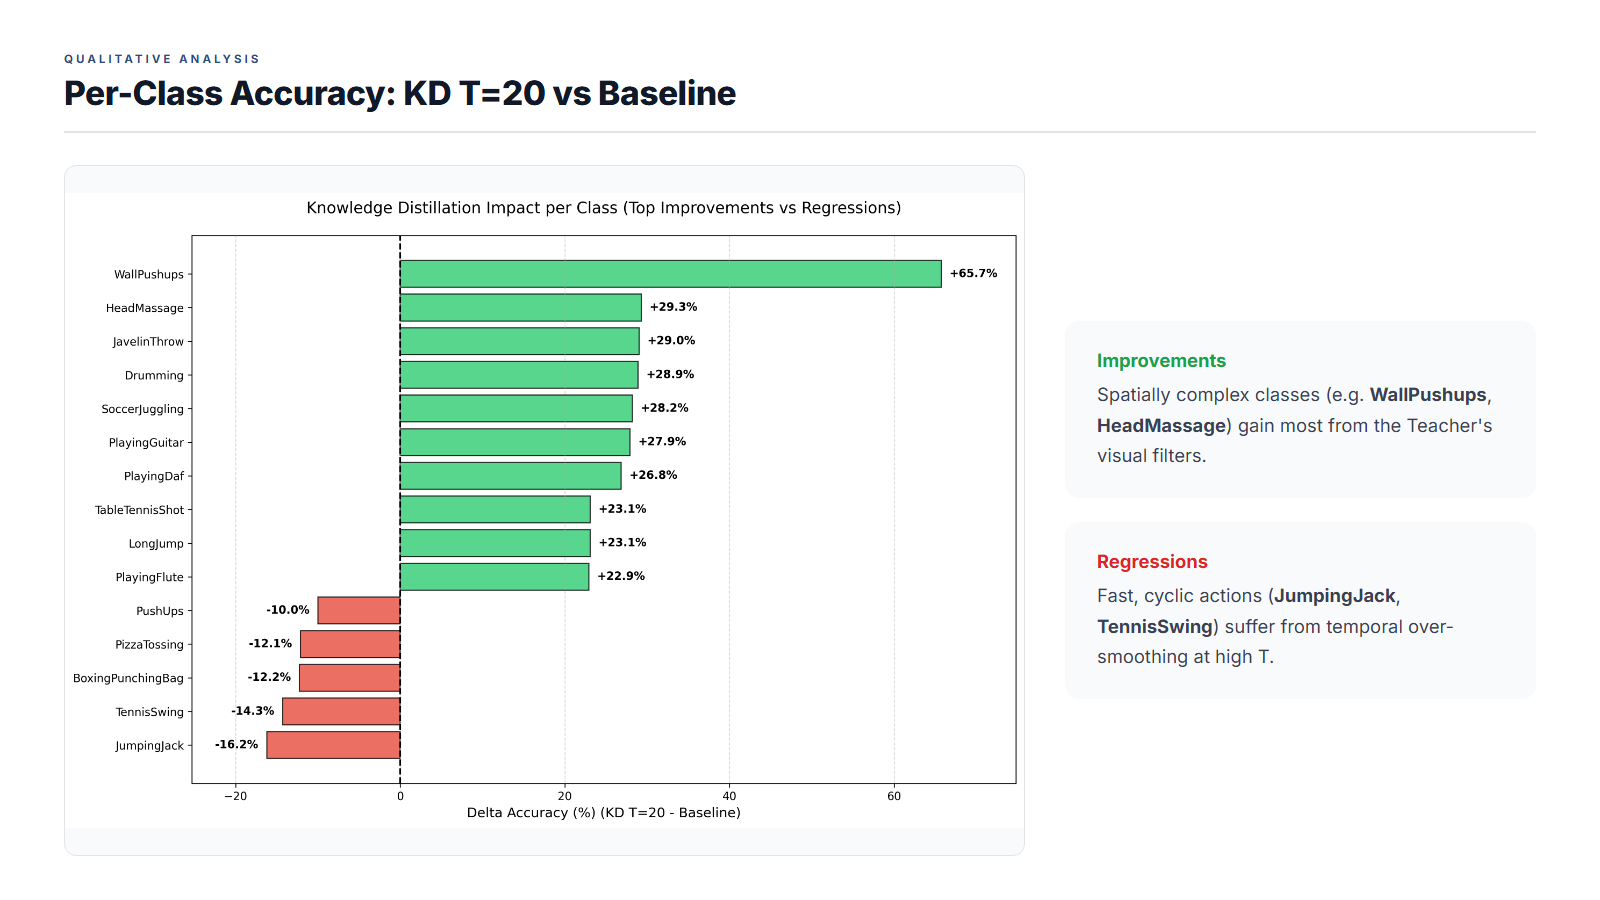 QUALITATIVE ANALYSIS
Per-Class Accuracy: KD T=20 vs Baseline
Knowledge Distillation Impact per Class (Top Improvements vs Regressions)
WallPushups +65.7%
HeadMassage +29.3%
JavelinThrow +29.0%
Drumming +28.9%
SoccerJuggling +28.2%
PlayingGuitar +27.9%
PlayingDaf +26.8%
TableTennisShot +23.1%
LongJump +23.1%
PlayingFlute +22.9%
PushUps -10.0%
PizzaTossing -12.1%
BoxingPunchingBag -12.2%
TennisSwing -14.3%
JumpingJack -16.2%
−20 0 20 40 60
Delta Accuracy (%) (KD T=20 - Baseline)
Improvements
Spatially complex classes (e.g. WallPushups,
HeadMassage) gain most from the Teacher's
visual filters.
Regressions
Fast, cyclic actions (JumpingJack,
TennisSwing) suffer from temporal over-
smoothing at high T.